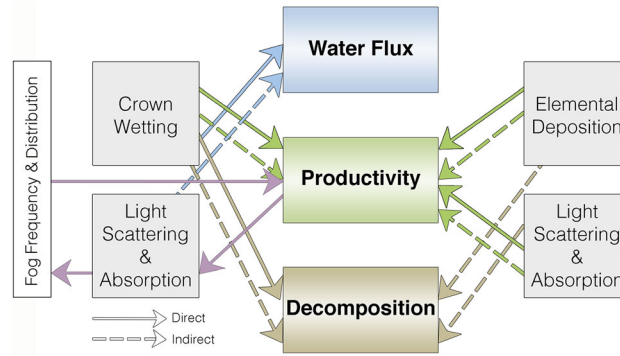 Fog Frequency & Distribution
Crown
Wetting
Light
Scattering
&
Absorption
Water Flux
Productivity
Decomposition
Elemental
Deposition
Light
Scattering
&
Absorption
Direct
Indirect